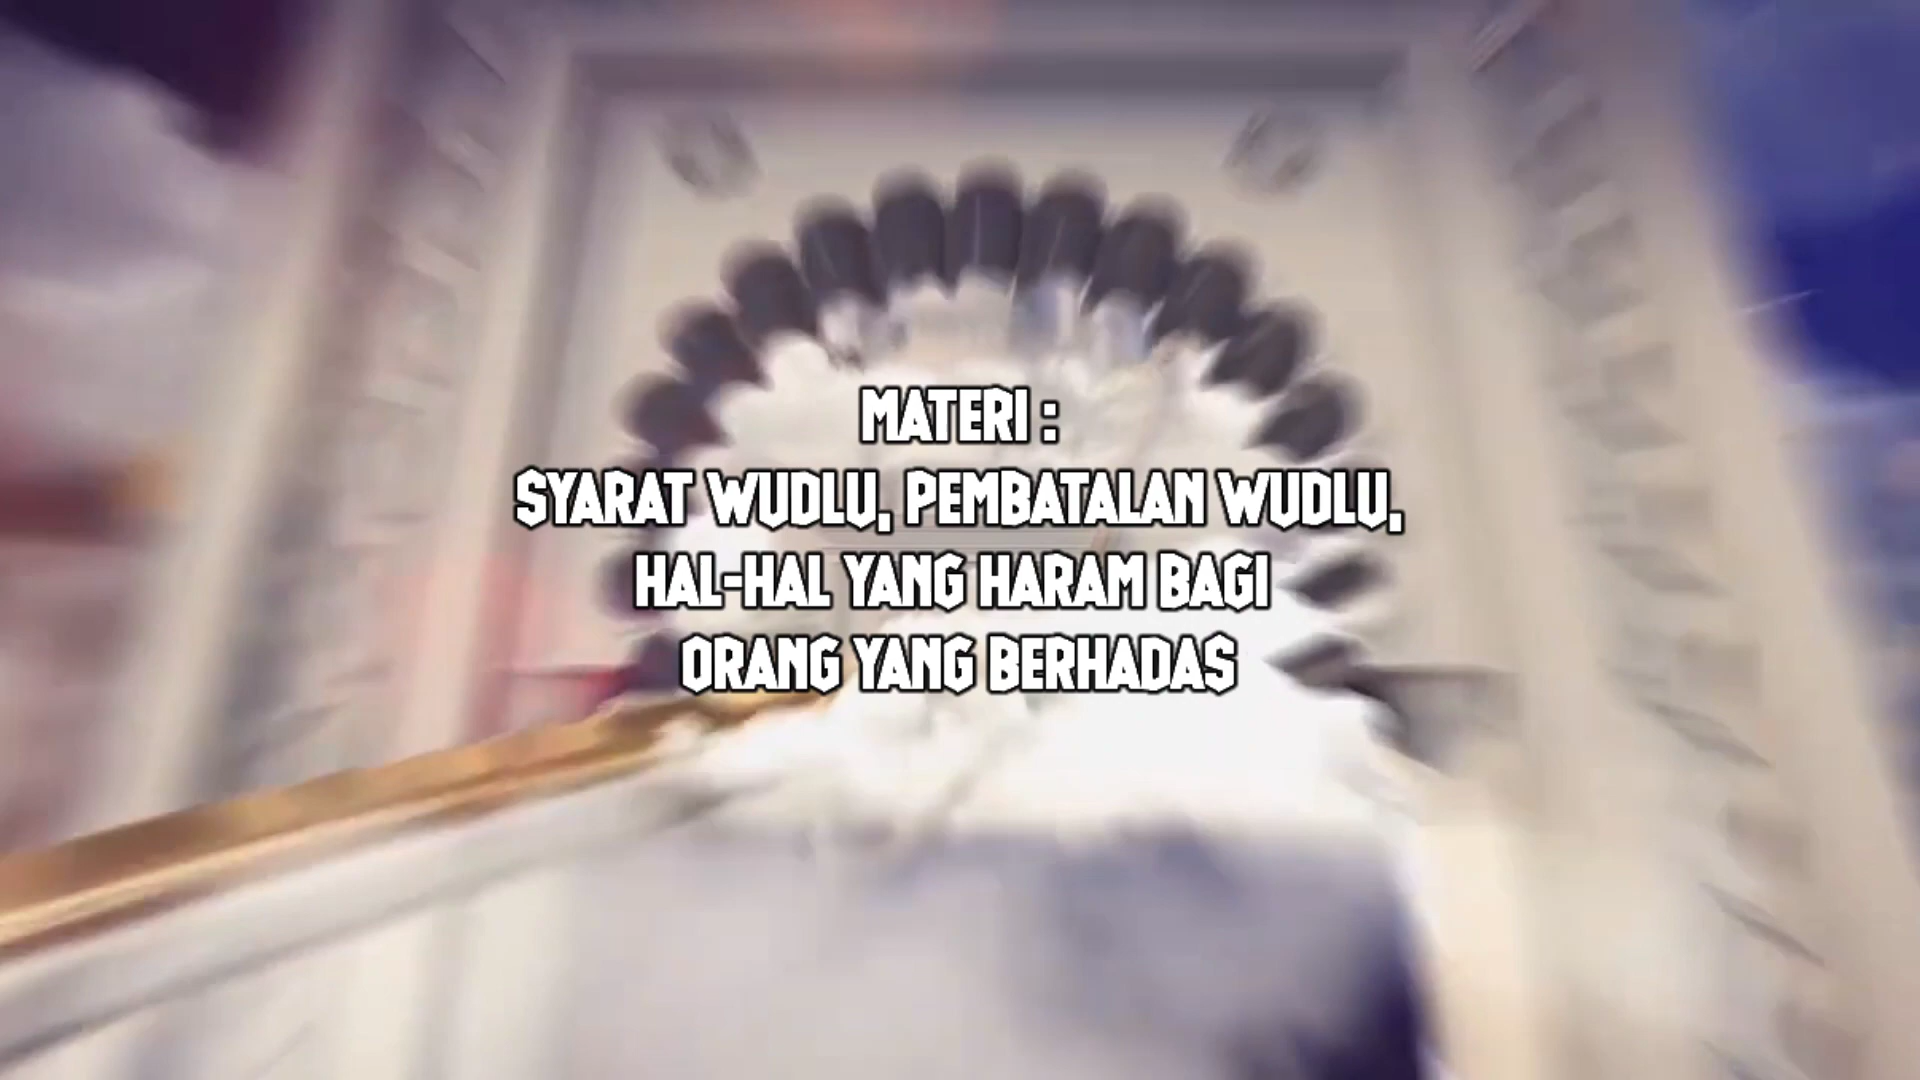 MATERI :
SYARAT WUDLU, PEMBATALAN WUDLU,
HAL-HAL YANG HARAM BAGI
ORANG YANG BERHADAS